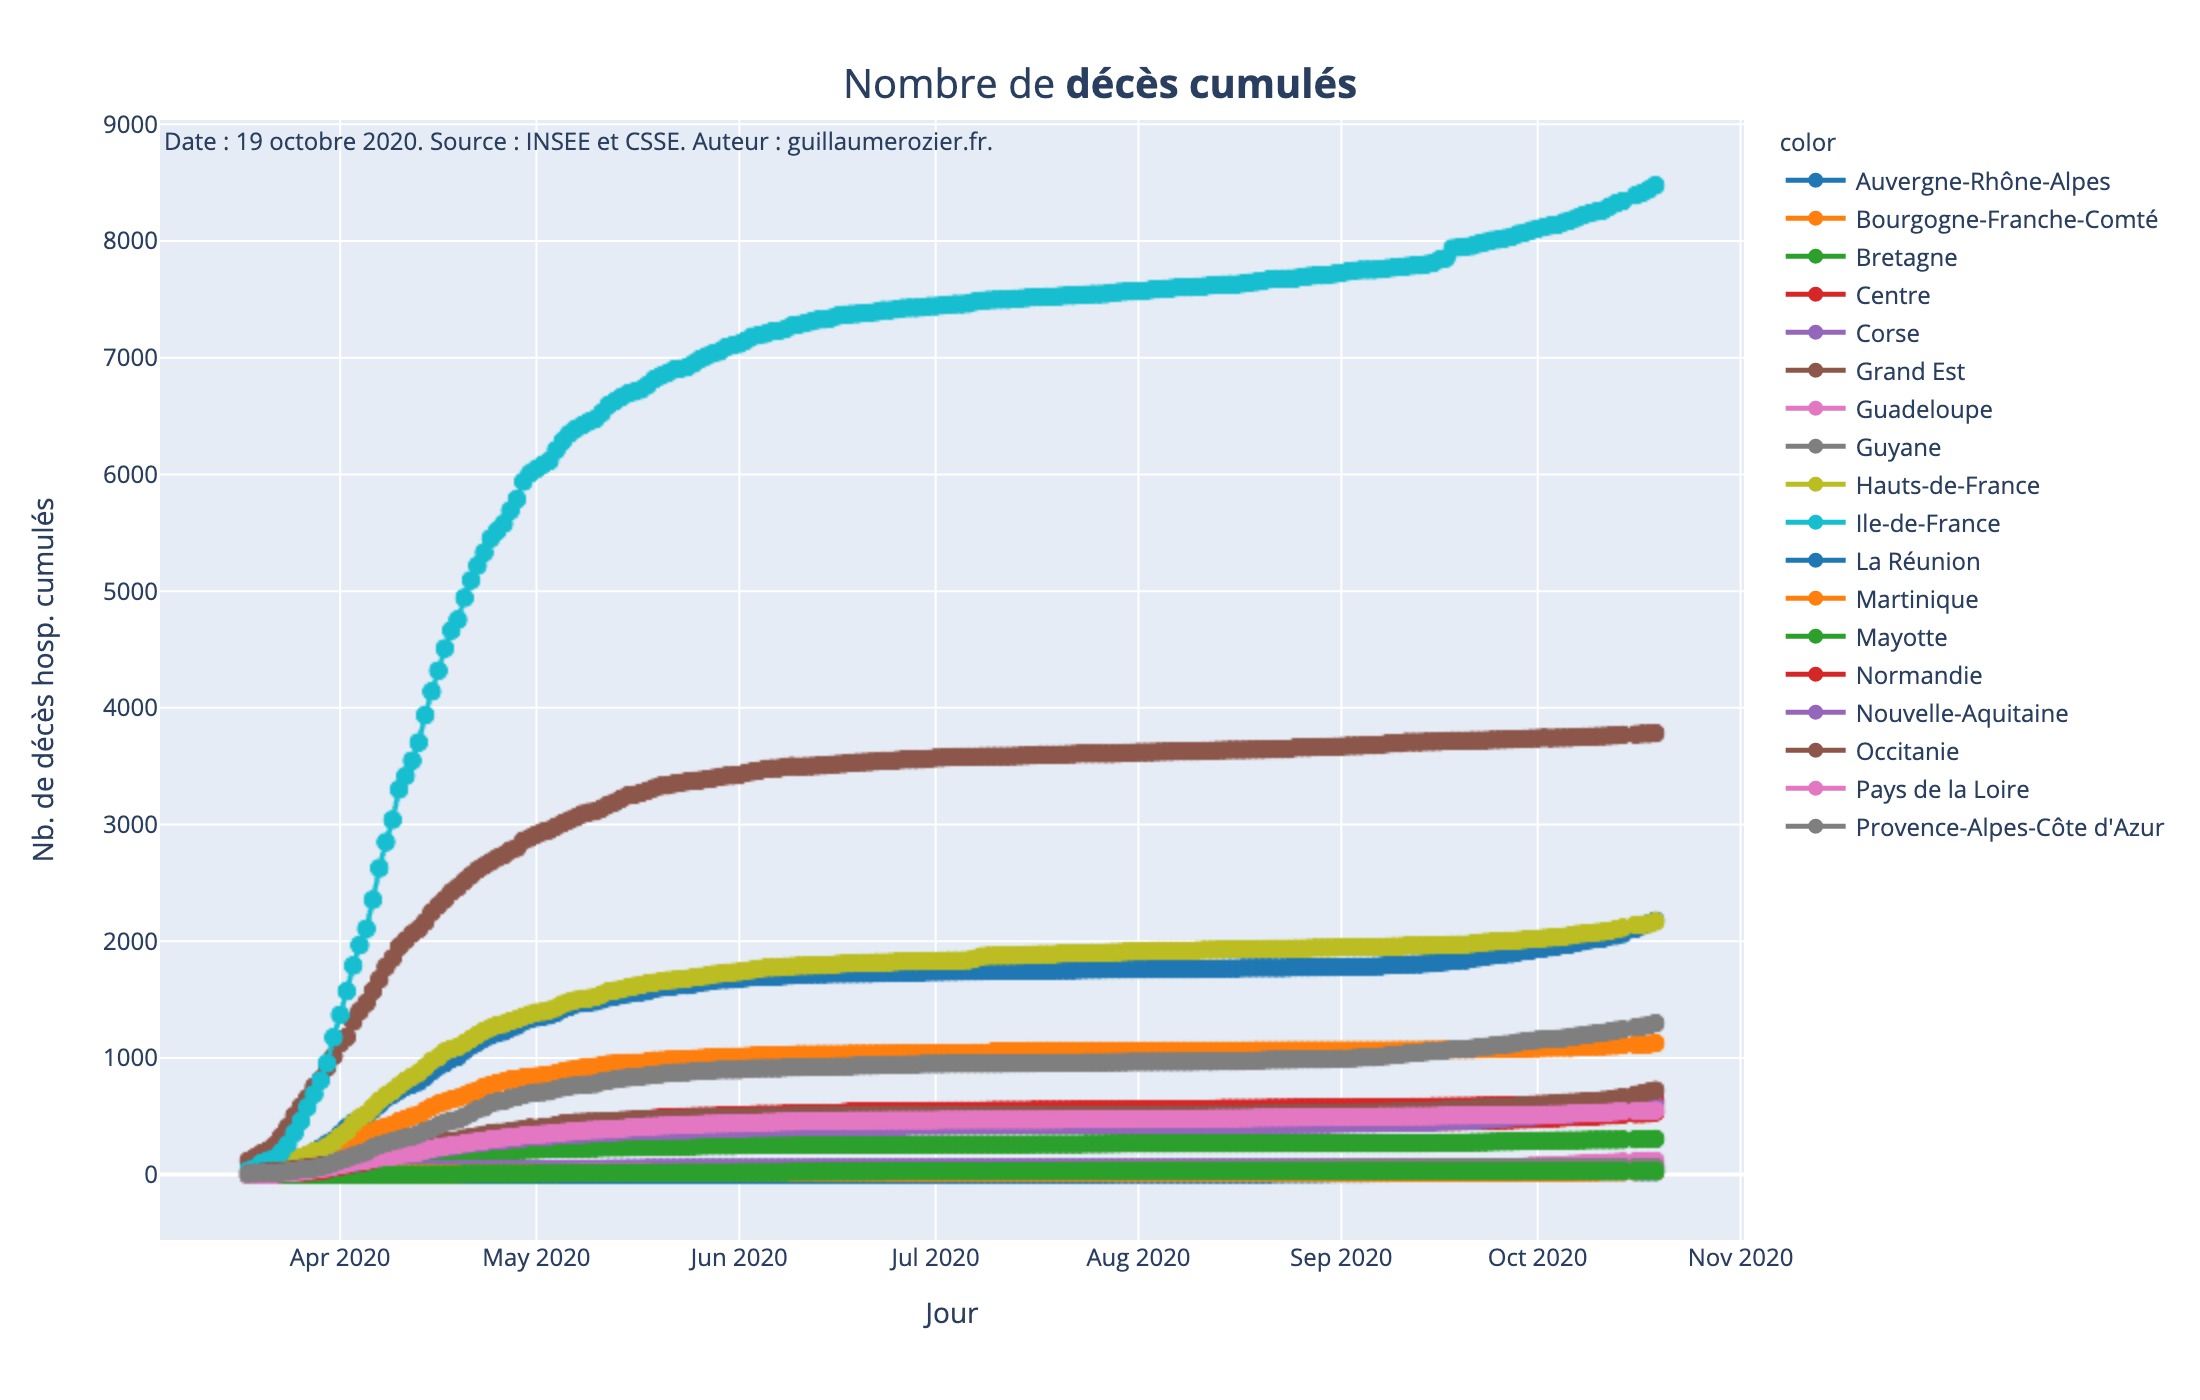 Nombre de décès cumulés
Date : 19 octobre 2020. Source : INSEE et CSSE. Auteur : guillaumerozier.fr.
Nb. de décès hosp. cumulés
9000
8000
7000
6000
5000
4000
3000
2000
1000
0
Apr 2020 May 2020 Jun 2020 Jul 2020 Aug 2020 Sep 2020 Oct 2020 Nov 2020
Jour
color
Auvergne-Rhône-Alpes
Bourgogne-Franche-Comté
Bretagne
Centre
Corse
Grand Est
Guadeloupe
Guyane
Hauts-de-France
Ile-de-France
La Réunion
Martinique
Mayotte
Normandie
Nouvelle-Aquitaine
Occitanie
Pays de la Loire
Provence-Alpes-Côte d'Azur